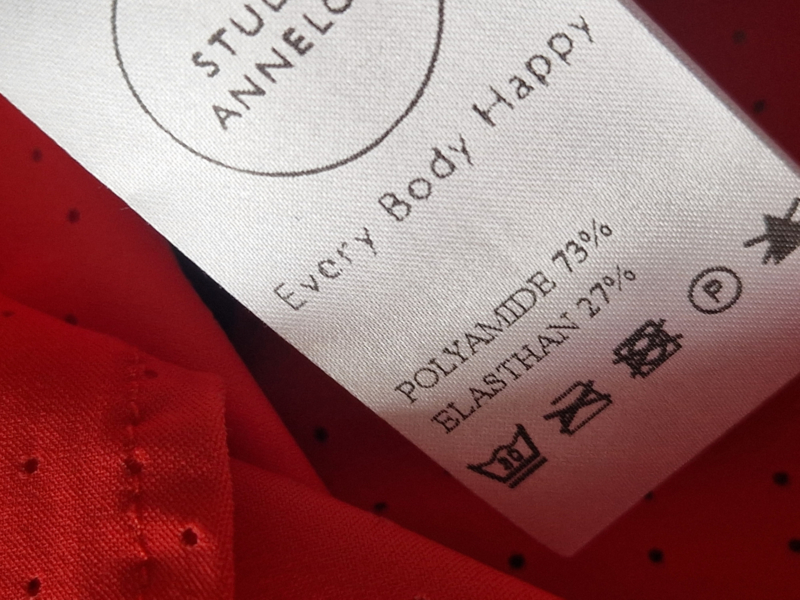 Every Body Happy
POLYAMIDE 73%
ELASTHAN 27%
30
P